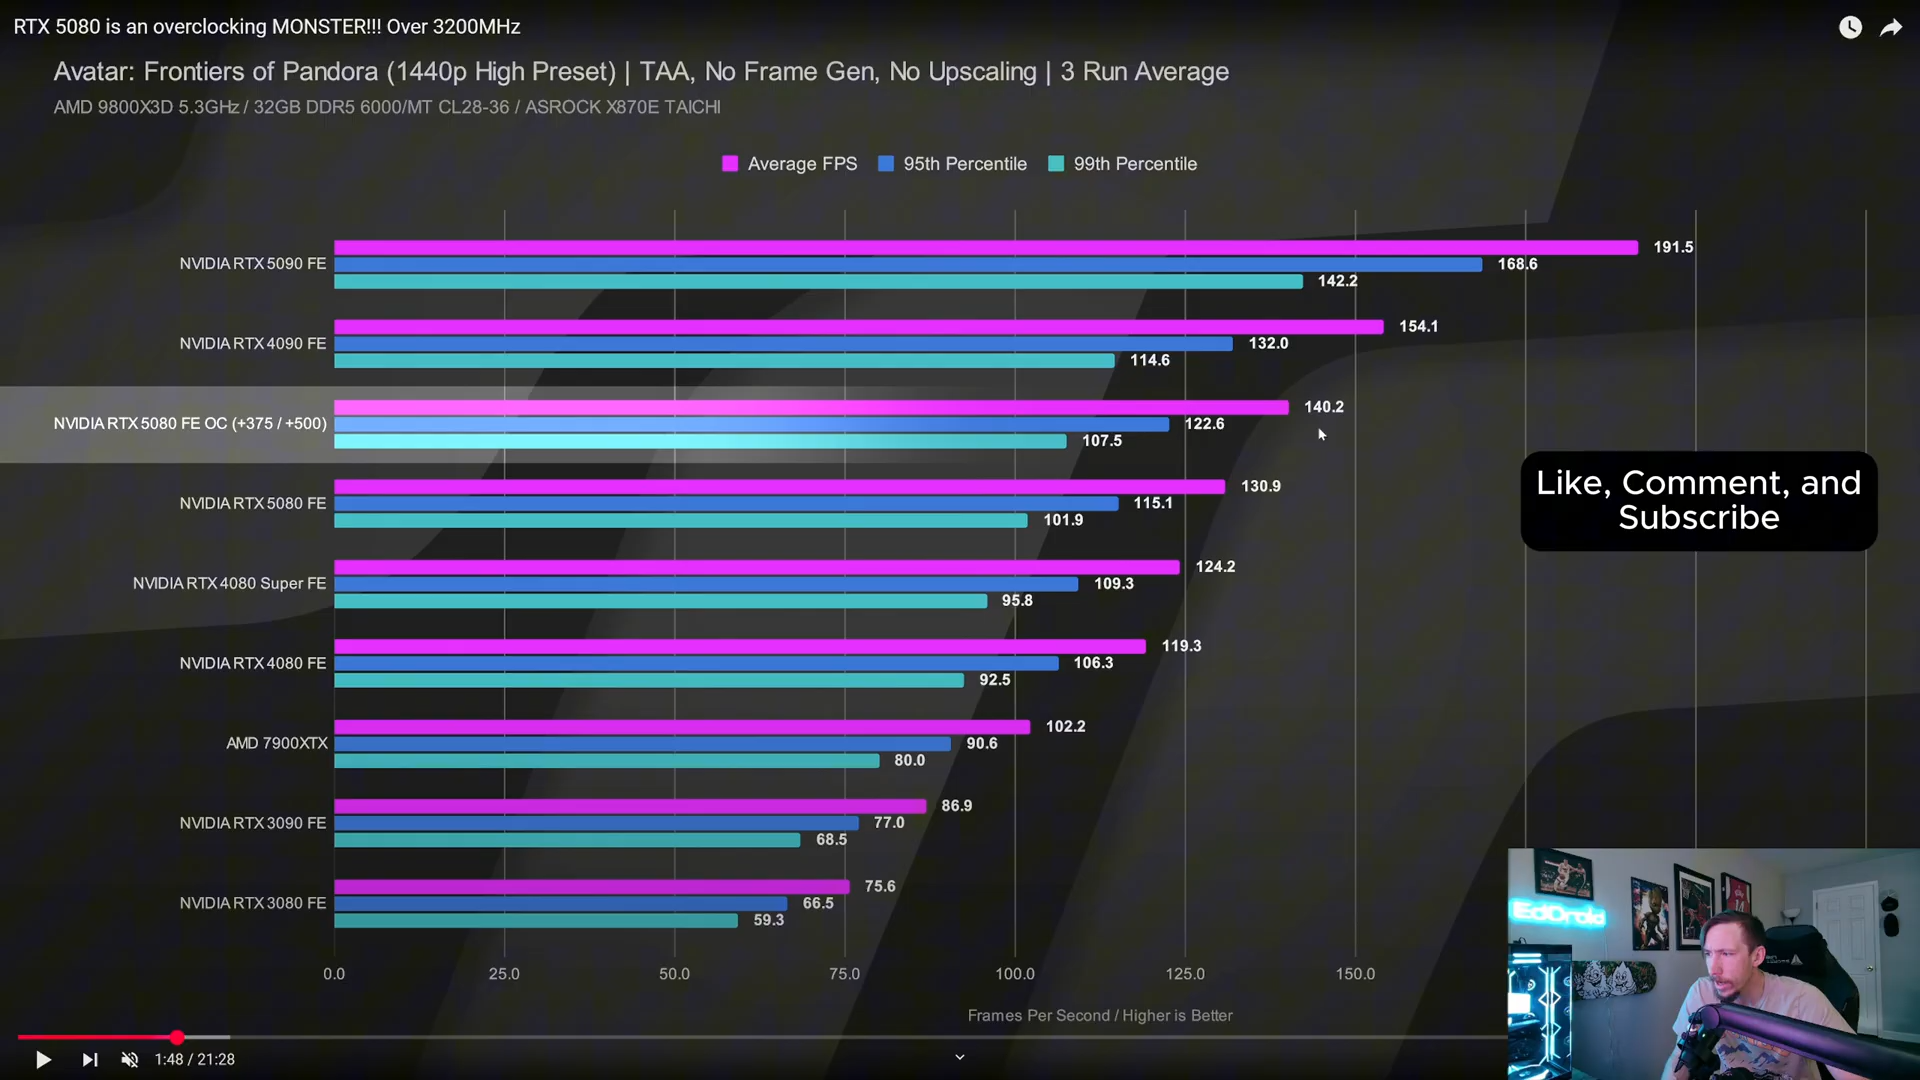 RTX 5080 is an overclocking MONSTER!!! Over 3200MHz
Avatar: Frontiers of Pandora (1440p High Preset) | TAA, No Frame Gen, No Upscaling | 3 Run Average
AMD 9800X3D 5.3GHz / 32GB DDR5 6000/MT CL28-36 / ASROCK X870E TAICHI
Average FPS 95th Percentile 99th Percentile
NVIDIA RTX 5090 FE
191.5
168.6
142.2
NVIDIA RTX 4090 FE
154.1
132.0
114.6
NVIDIA RTX 5080 FE OC (+375 / +500)
140.2
122.6
107.5
NVIDIA RTX 5080 FE
130.9
115.1
101.9
Like, Comment, and
Subscribe
NVIDIA RTX 4080 Super FE
124.2
109.3
95.8
NVIDIA RTX 4080 FE
119.3
106.3
92.5
AMD 7900XTX
102.2
90.6
80.0
NVIDIA RTX 3090 FE
86.9
77.0
68.5
NVIDIA RTX 3080 FE
75.6
66.5
59.3
0.0 25.0 50.0 75.0 100.0 125.0 150.0
Frames Per Second / Higher is Better
EdDroid
14
1:48 / 21:28